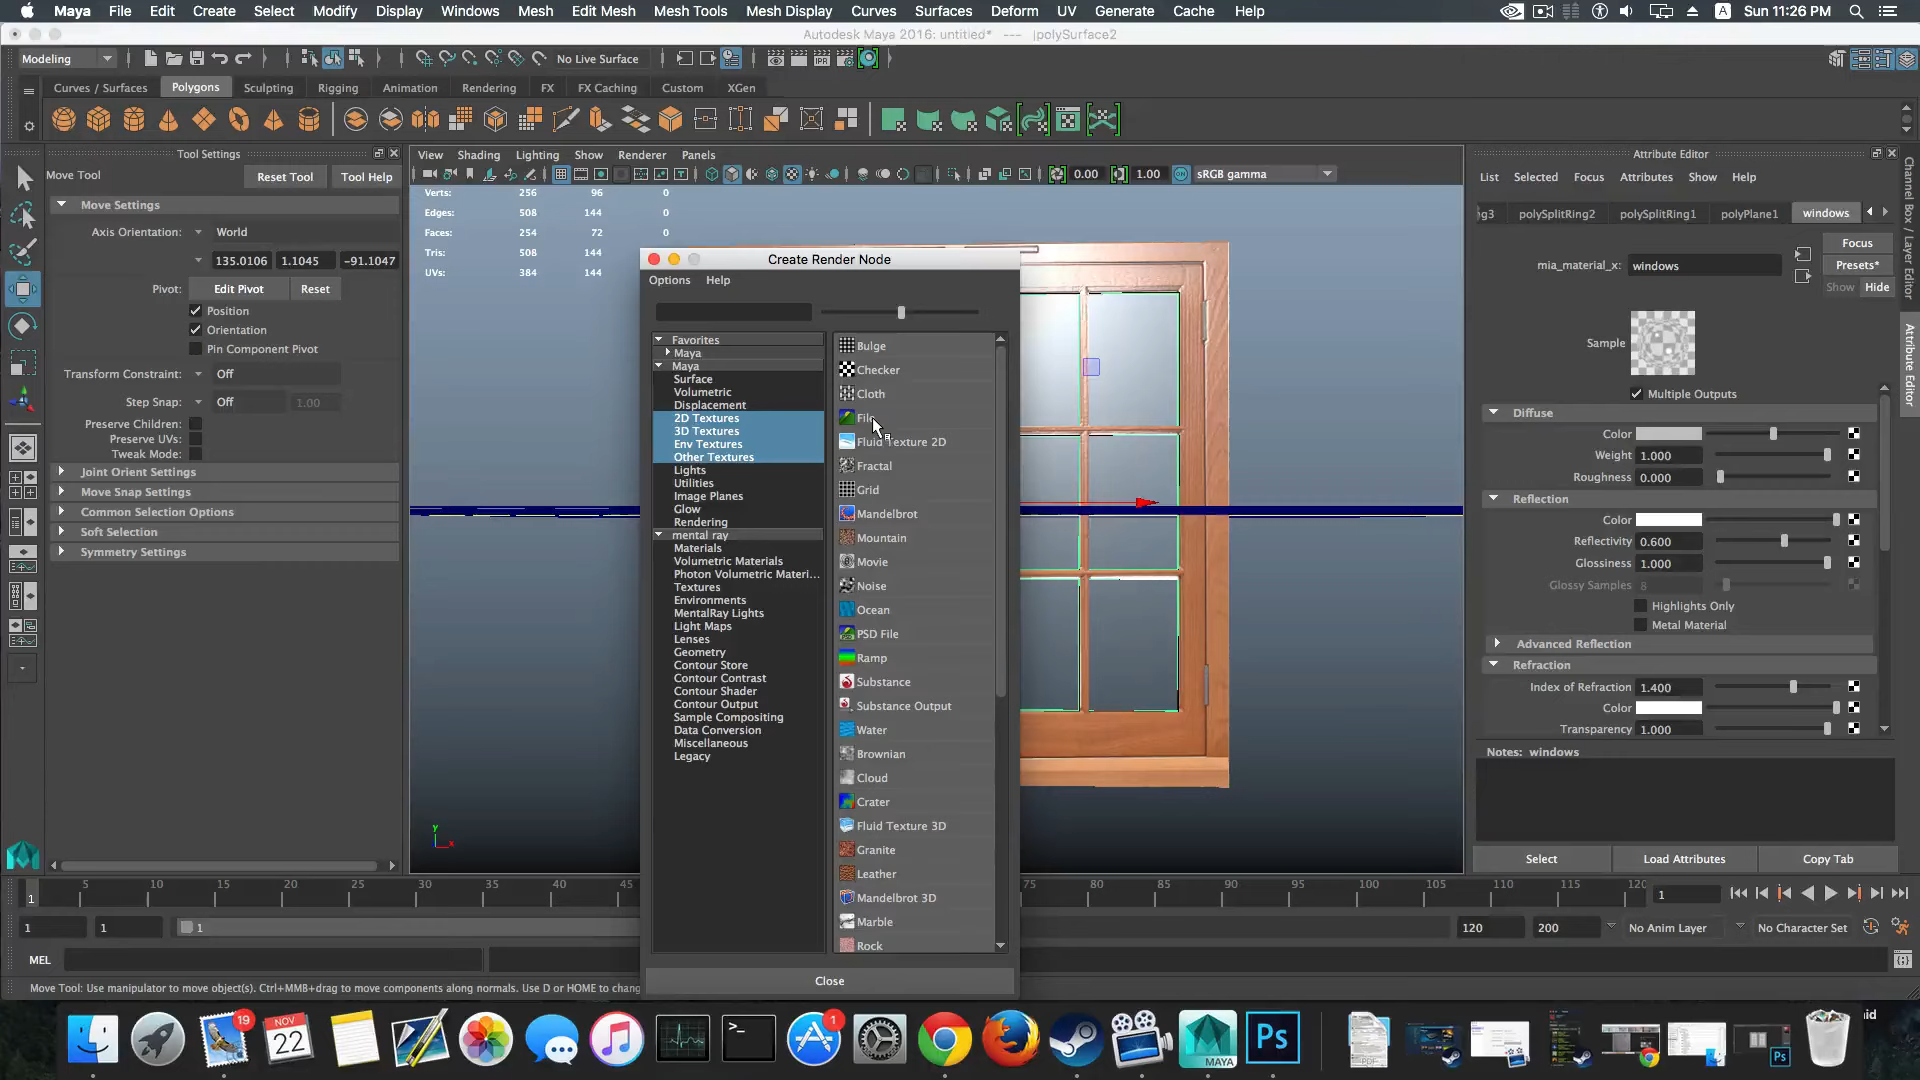 Maya File Edit Create Select Modify Display Windows Mesh Edit Mesh Mesh Tools Mesh Display Curves Surfaces Deform UV Generate Cache Help A Sun 11:26 PM
Autodesk Maya 2016: untitled* --- |polySurface2
Modeling No Live Surface IPR
Curves / Surfaces Polygons Sculpting Rigging Animation Rendering FX FX Caching Custom XGen
Tool Settings
Move Tool Reset Tool Tool Help
Move Settings
Axis Orientation: World
135.0106 1.1045 -91.1047
Pivot: Edit Pivot Reset
Position
Orientation
Pin Component Pivot
Transform Constraint: Off
Step Snap: Off 1.00
Preserve Children:
Preserve UVs:
Tweak Mode:
Joint Orient Settings
Move Snap Settings
Common Selection Options
Soft Selection
Symmetry Settings
View Shading Lighting Show Renderer Panels
0.00 1.00 sRGB gamma
Verts: 256 96 0
Edges: 508 144 0
Faces: 254 72 0
Tris: 508 144 0
UVs: 384 144 0
y
x
Create Render Node
Options Help
Favorites
Maya
Maya
Surface
Volumetric
Displacement
2D Textures
3D Textures
Env Textures
Other Textures
Lights
Utilities
Image Planes
Glow
Rendering
mental ray
Materials
Volumetric Materials
Photon Volumetric Materi...
Textures
Environments
MentalRay Lights
Light Maps
Lenses
Geometry
Contour Store
Contour Contrast
Contour Shader
Contour Output
Sample Compositing
Data Conversion
Miscellaneous
Legacy
Bulge
Checker
Cloth
File
Fluid Texture 2D
Fractal
Grid
Mandelbrot
Mountain
Movie
Noise
Ocean
PSD File
Ramp
Substance
Substance Output
Water
Brownian
Cloud
Crater
Fluid Texture 3D
Granite
Leather
Mandelbrot 3D
Marble
Rock
Close
Attribute Editor
List Selected Focus Attributes Show Help
g3 polySplitRing2 polySplitRing1 polyPlane1 windows
Focus
mia_material_x: windows Presets*
Show Hide
Sample
Multiple Outputs
Diffuse
Color
Weight 1.000
Roughness 0.000
Reflection
Color
Reflectivity 0.600
Glossiness 1.000
Glossy Samples 8
Highlights Only
Metal Material
Advanced Reflection
Refraction
Index of Refraction 1.400
Color
Transparency 1.000
Notes: windows
Select Load Attributes Copy Tab
Channel Box / Layer Editor
Attribute Editor
5 10 15 20 25 30 35 40 45 75 80 85 90 95 100 105 110 115 120
1 1
1 1 1 120 200 No Anim Layer No Character Set
MEL
Move Tool: Use manipulator to move object(s). Ctrl+MMB+drag to move components along normals. Use D or HOME to chang
19 NOV 22 1 MAYA Ps Ps
PDF
id